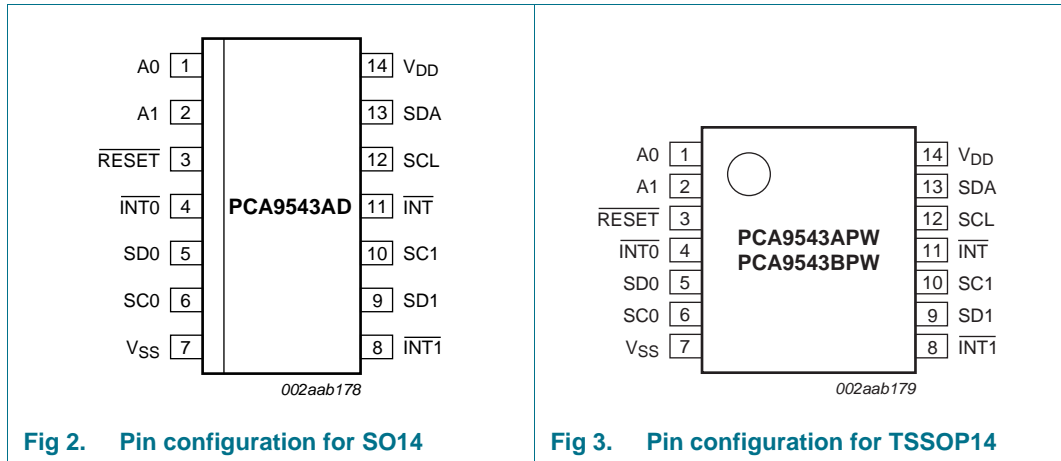 A0 1 14 VDD
A1 2 13 SDA
RESET 3 12 SCL
INT0 4 PCA9543AD 11 INT
SD0 5 10 SC1
SC0 6 9 SD1
VSS 7 8 INT1
002aab178
Fig 2. Pin configuration for SO14
A0 1 14 VDD
A1 2 13 SDA
RESET 3 12 SCL
PCA9543APW
INT0 4 11 INT
PCA9543BPW
SD0 5 10 SC1
SC0 6 9 SD1
VSS 7 8 INT1
002aab179
Fig 3. Pin configuration for TSSOP14